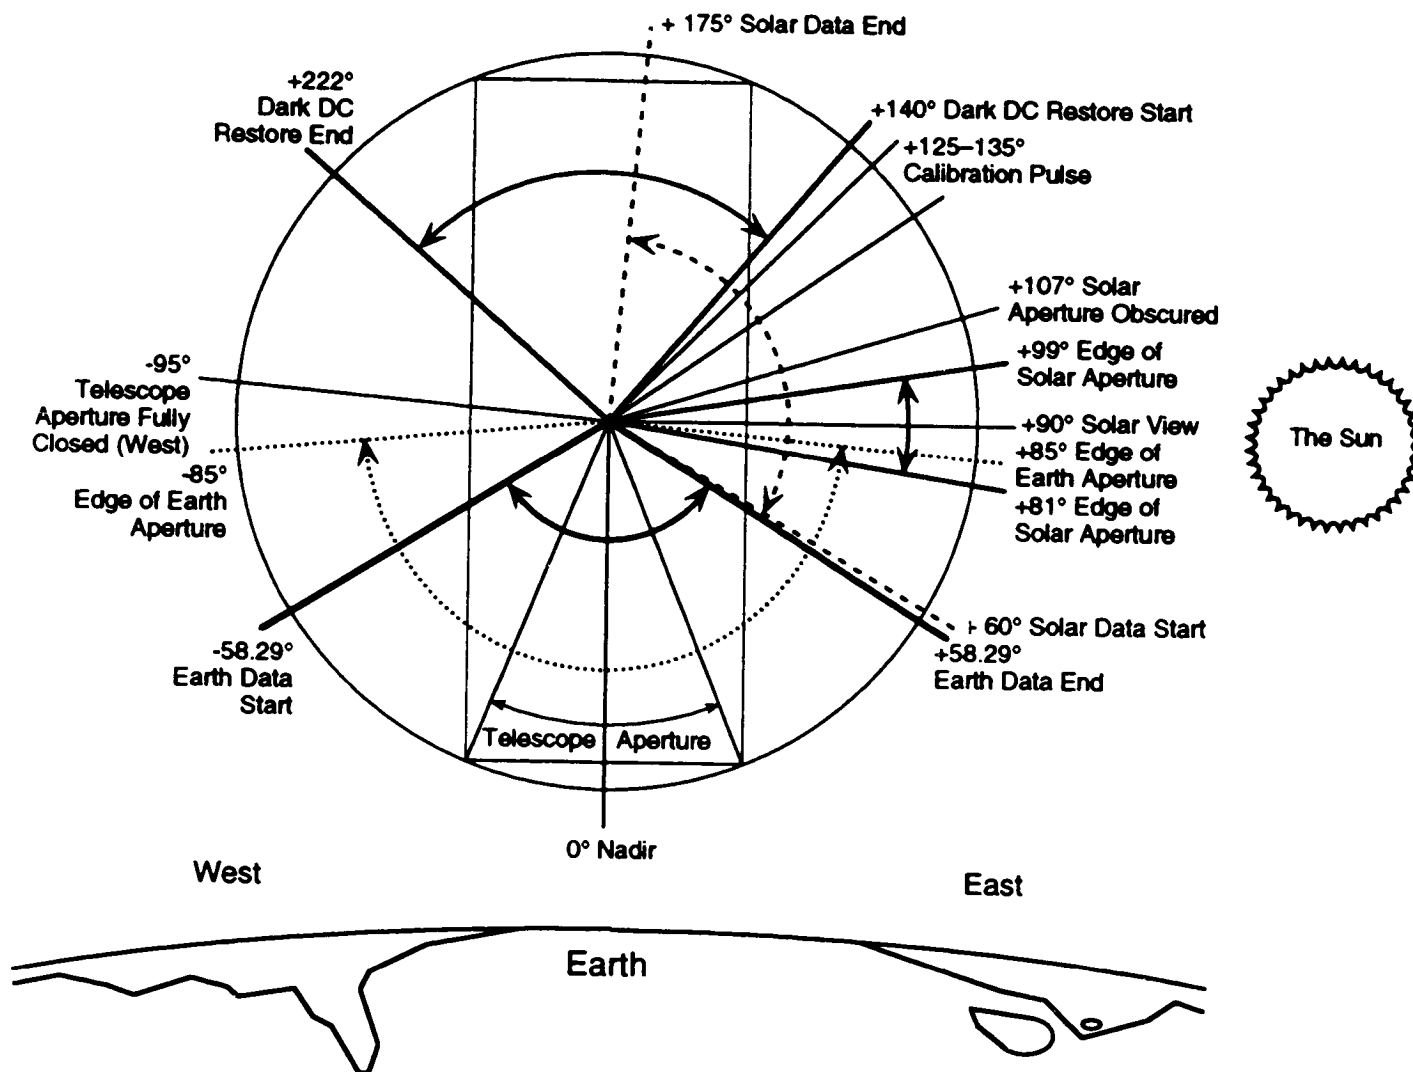 + 175° Solar Data End
+222°
Dark DC
Restore End
+140° Dark DC Restore Start
+125–135°
Calibration Pulse
+107° Solar
Aperture Obscured
+99° Edge of
Solar Aperture
-95°
Telescope
Aperture Fully
Closed (West)
+90° Solar View
The Sun
+85° Edge of
Earth Aperture
-85°
Edge of Earth
Aperture
+81° Edge of
Solar Aperture
+ 60° Solar Data Start
-58.29°
Earth Data
Start
+58.29°
Earth Data End
Telescope Aperture
0° Nadir
West
East
Earth